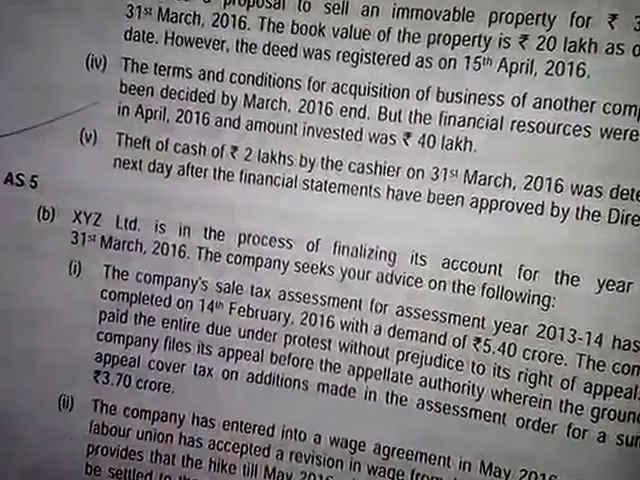 proposal to sell an immovable property for ₹ 3
31st March, 2016. The book value of the property is ₹ 20 lakh as o
date. However, the deed was registered as on 15th April, 2016.
(iv) The terms and conditions for acquisition of business of another com
been decided by March, 2016 end. But the financial resources were
in April, 2016 and amount invested was ₹ 40 lakh.
(v) Theft of cash of ₹ 2 lakhs by the cashier on 31st March, 2016 was dete
next day after the financial statements have been approved by the Dire
AS 5
(b) XYZ Ltd. is in the process of finalizing its account for the year
31st March, 2016. The company seeks your advice on the following:
(i) The company's sale tax assessment for assessment year 2013-14 has
completed on 14th February, 2016 with a demand of ₹5.40 crore. The com
paid the entire due under protest without prejudice to its right of appeal.
company files its appeal before the appellate authority wherein the ground
appeal cover tax on additions made in the assessment order for a sum
₹3.70 crore.
(ii) The company has entered into a wage agreement in May 2016
labour union has accepted a revision in wage from
provides that the hike till May 2016
be settled